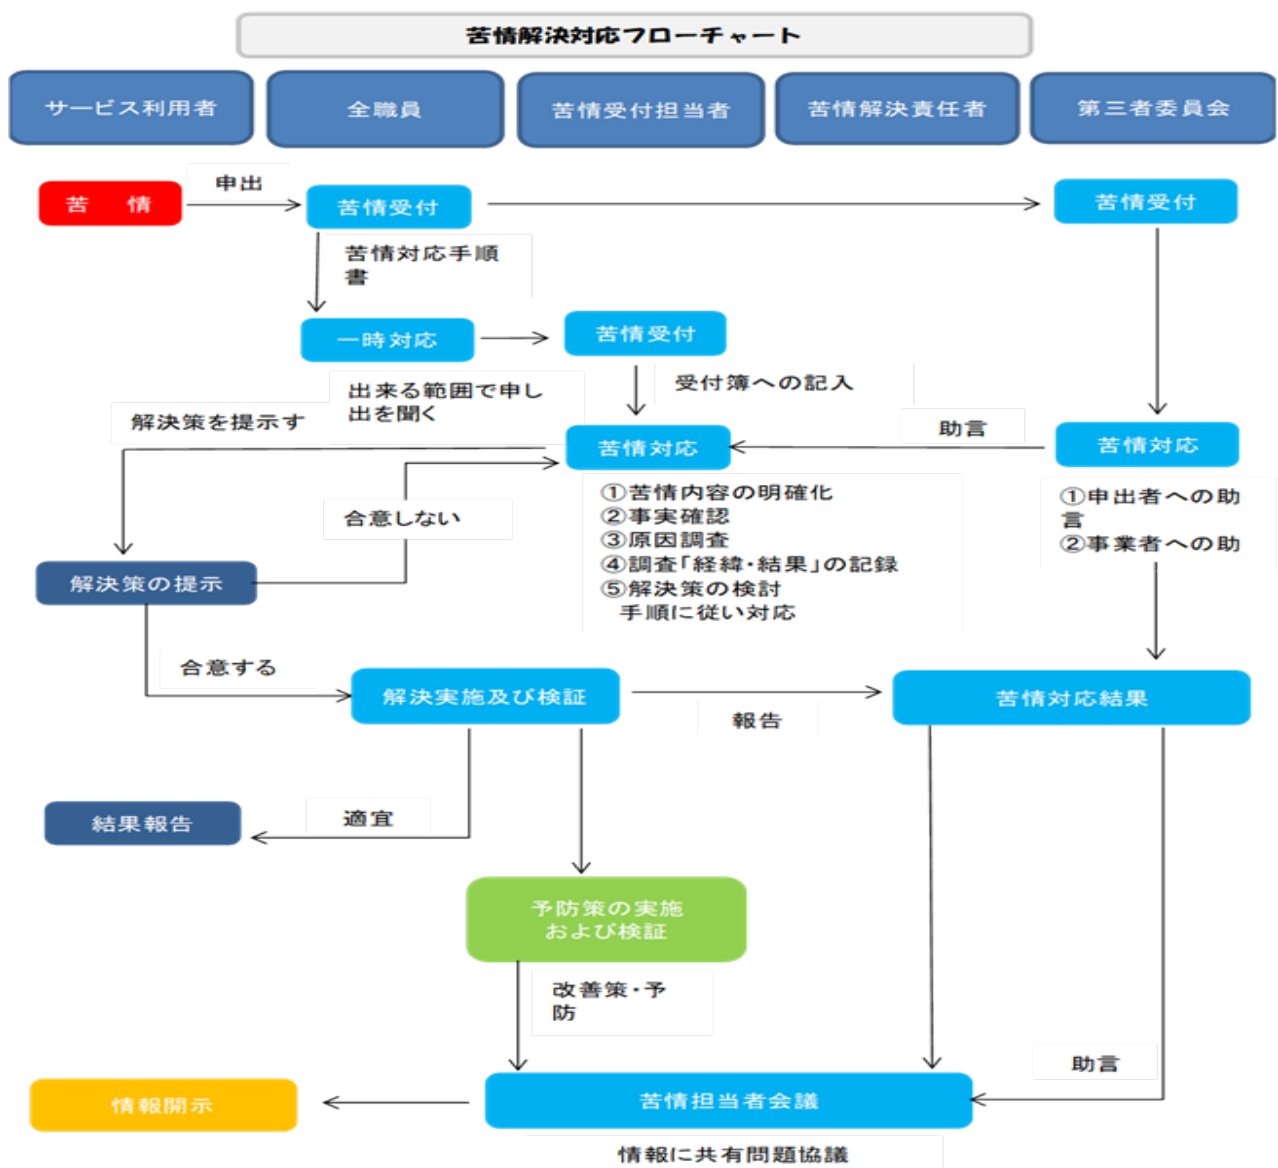 苦情解決対応フローチャート
サービス利用者
全職員
苦情受付担当者
苦情解決責任者
第三者委員会
苦 情
申出
苦情受付
苦情受付
苦情対応手順
書
一時対応
苦情受付
出来る範囲で申し
出を聞く
受付簿への記入
解決策を提示す
苦情対応
助言
苦情対応
①苦情内容の明確化
②事実確認
③原因調査
④調査「経緯・結果」の記録
⑤解決策の検討
手順に従い対応
①申出者への助
言
②事業者への助
合意しない
解決策の提示
合意する
解決実施及び検証
報告
苦情対応結果
結果報告
適宜
予防策の実施
および検証
改善策・予
防
助言
情報開示
苦情担当者会議
情報に共有問題協議